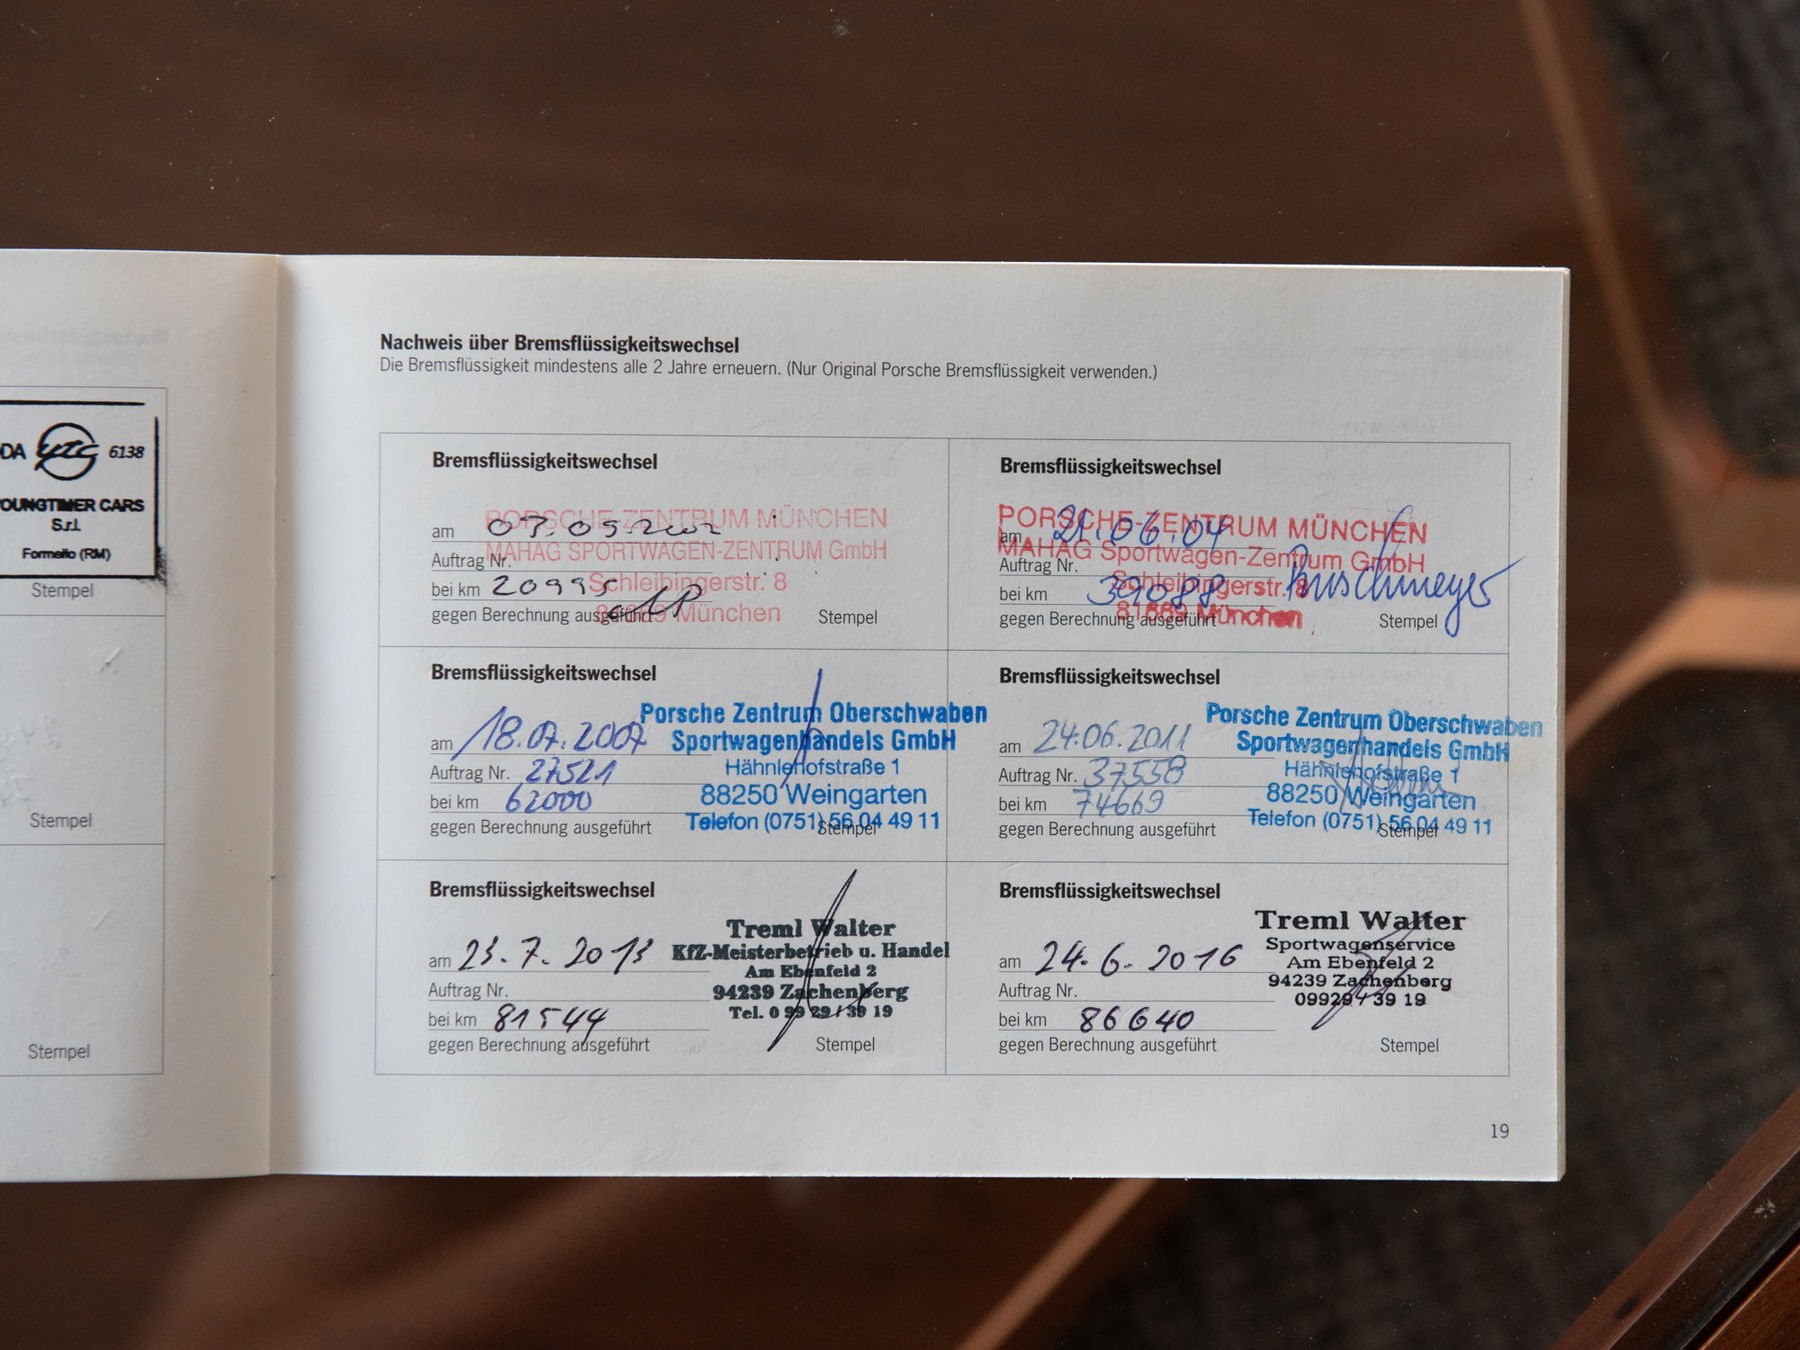 6138
YOUNGTIMER CARS
S.r.l.
Formello (RM)
Stempel
Stempel
Stempel
Nachweis über Bremsflüssigkeitswechsel
Die Bremsflüssigkeit mindestens alle 2 Jahre erneuern. (Nur Original Porsche Bremsflüssigkeit verwenden.)
Bremsflüssigkeitswechsel
PORSCHE-ZENTRUM MÜNCHEN
am 03.09.2002
MAHAG SPORTWAGEN-ZENTRUM GmbH
Auftrag Nr.
Schleibingerstr. 8
bei km 20995
München
gegen Berechnung ausgeführt
Stempel
Bremsflüssigkeitswechsel
PORSCHE-ZENTRUM MÜNCHEN
am 21.06.04
MAHAG Sportwagen-Zentrum GmbH
Auftrag Nr.
Schleibingerstr. 8
bei km 39088
81669 München
gegen Berechnung ausgeführt
Stempel
Bremsflüssigkeitswechsel
Porsche Zentrum Oberschwaben
Sportwagenhandels GmbH
am 18.07.2007
Hähnlehofstraße 1
Auftrag Nr. 27521
88250 Weingarten
bei km 62000
Telefon (0751) 56 04 49 11
gegen Berechnung ausgeführt
Stempel
Bremsflüssigkeitswechsel
Porsche Zentrum Oberschwaben
Sportwagenhandels GmbH
am 24.06.2011
Hähnlehofstraße 1
Auftrag Nr. 37558
88250 Weingarten
bei km 74669
Telefon (0751) 56 04 49 11
gegen Berechnung ausgeführt
Stempel
Bremsflüssigkeitswechsel
Treml Walter
KfZ-Meisterbetrieb u. Handel
am 23.7.2013
Am Ebenfeld 2
Auftrag Nr.
94239 Zachenberg
Tel. 0 99 29 / 39 19
bei km 81544
gegen Berechnung ausgeführt
Stempel
Bremsflüssigkeitswechsel
Treml Walter
Sportwagenservice
am 24.6.2016
Am Ebenfeld 2
94239 Zachenberg
Auftrag Nr.
09929 / 39 19
bei km 86640
gegen Berechnung ausgeführt
Stempel
19